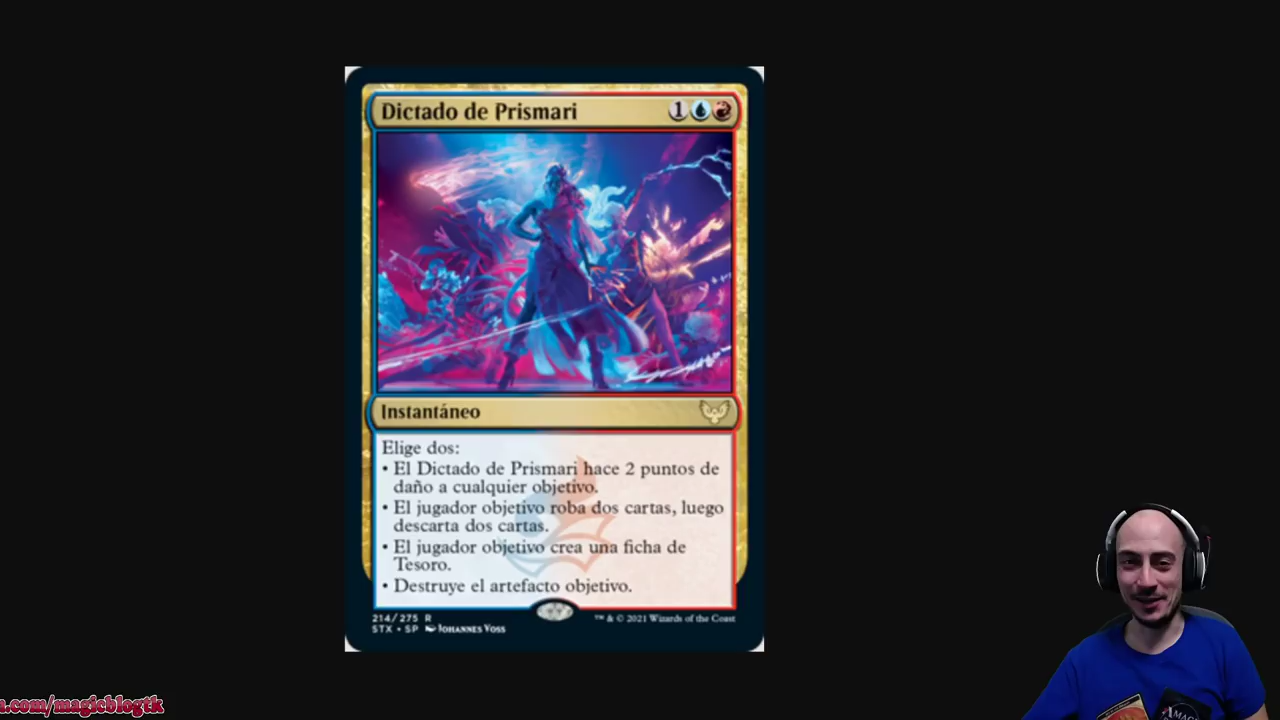 Dictado de Prismari
1
Instantáneo
Elige dos:
• El Dictado de Prismari hace 2 puntos de
daño a cualquier objetivo.
• El jugador objetivo roba dos cartas, luego
descarta dos cartas.
• El jugador objetivo crea una ficha de
Tesoro.
• Destruye el artefacto objetivo.
214/275 R
STX • SP Johannes Voss
™ & © 2021 Wizards of the Coast
.com/magicblogtk